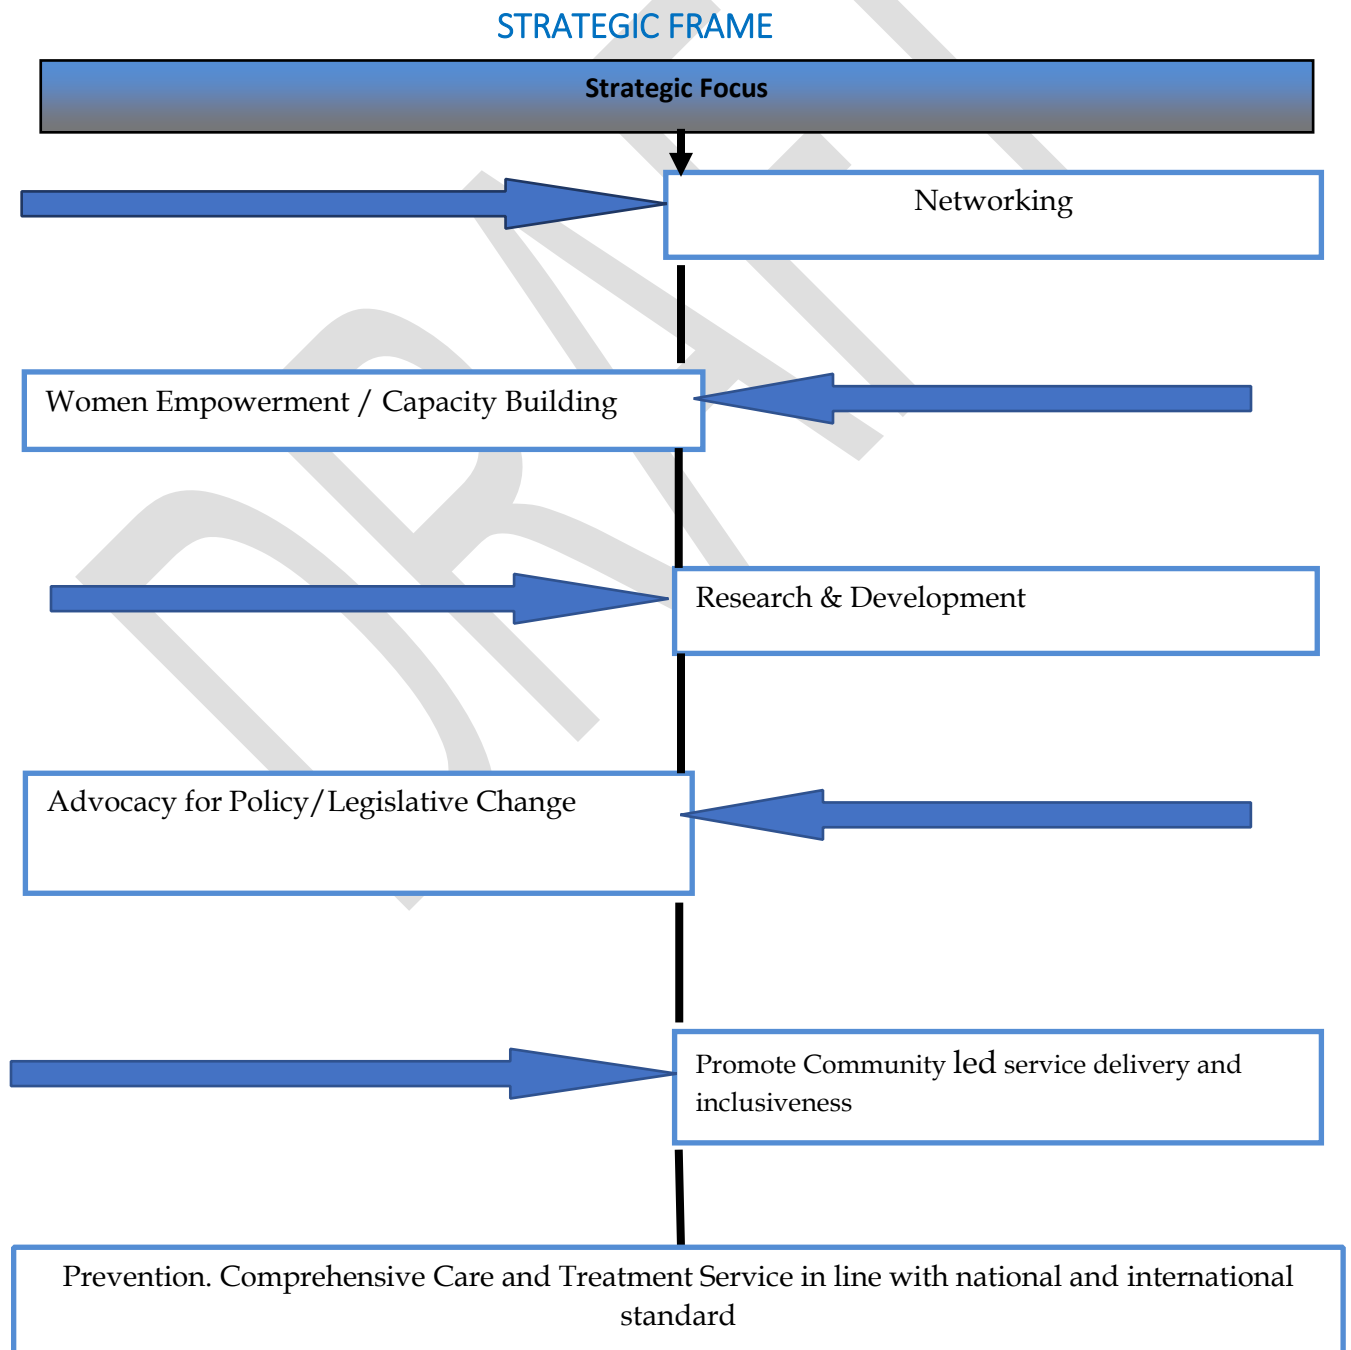 STRATEGIC FRAME
Strategic Focus
Networking
Women Empowerment / Capacity Building
Research & Development
Advocacy for Policy/Legislative Change
Promote Community led service delivery and
inclusiveness
Prevention. Comprehensive Care and Treatment Service in line with national and international
standard
DRAFT